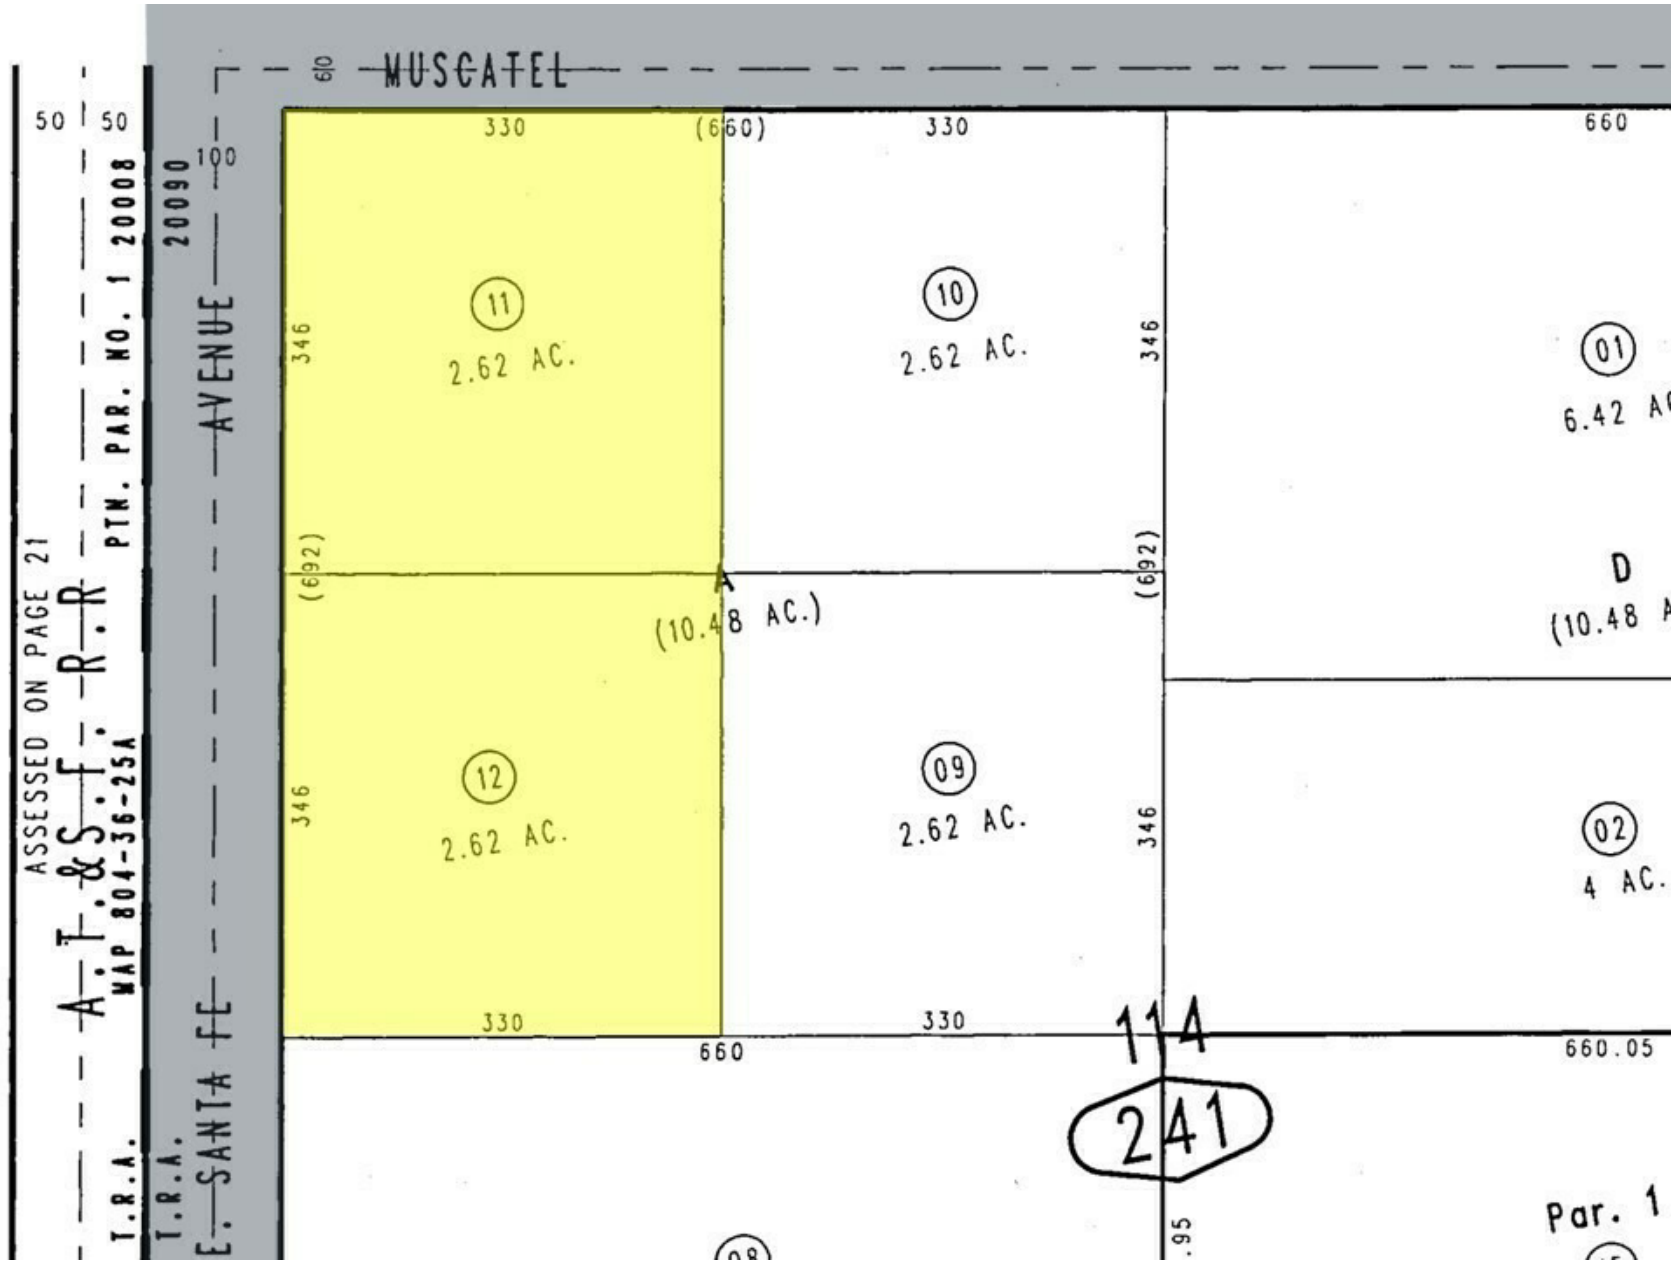 60
MUSCATEL
50
50
330
(660)
330
660
100
PTN. PAR. NO. 1 20008
20090
AVENUE
11
2.62 AC.
10
2.62 AC.
346
346
01
6.42
(692)
(692)
A
(10.48 AC.)
D
(10.48
ASSESSED ON PAGE 21
A.T.&S.F. R.R
MAP 804-36-25A
12
2.62 AC.
09
2.62 AC.
346
346
02
4 AC.
330
330
660
660.05
114
241
E. SANTA FE
T.R.A.
T.R.A.
.95
Par. 1